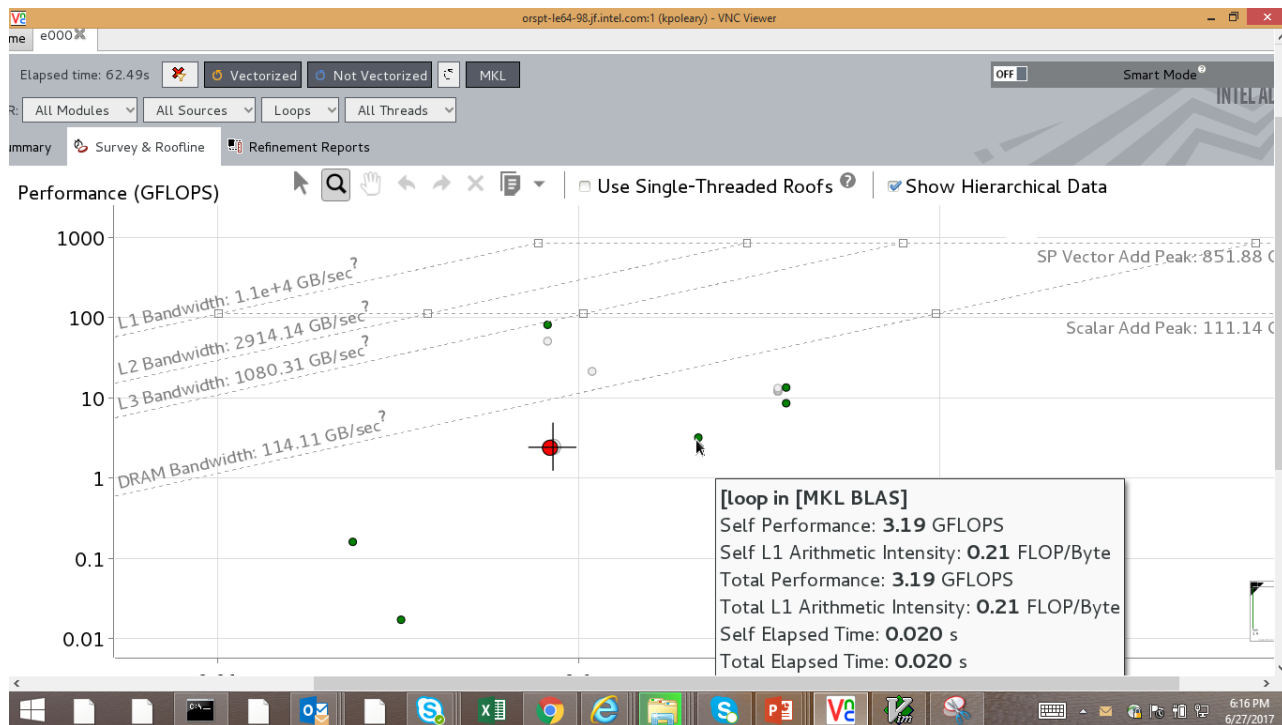 V2
orspt-le64-98.jf.intel.com:1 (kpoleary) - VNC Viewer
me e000
Elapsed time: 62.49s Vectorized Not Vectorized MKL OFF Smart Mode?
R: All Modules All Sources Loops All Threads
INTEL AD
ummary Survey & Roofline Refinement Reports
Performance (GFLOPS) Use Single-Threaded Roofs ? Show Hierarchical Data
1000
SP Vector Add Peak: 851.88 G
L1 Bandwidth: 1.1e+4 GB/sec?
100
L2 Bandwidth: 2914.14 GB/sec?
Scalar Add Peak: 111.14 G
L3 Bandwidth: 1080.31 GB/sec?
10
DRAM Bandwidth: 114.11 GB/sec?
1
[loop in [MKL BLAS]
Self Performance: 3.19 GFLOPS
Self L1 Arithmetic Intensity: 0.21 FLOP/Byte
0.1
Total Performance: 3.19 GFLOPS
Total L1 Arithmetic Intensity: 0.21 FLOP/Byte
Self Elapsed Time: 0.020 s
0.01
Total Elapsed Time: 0.020 s
6:16 PM
6/27/2017